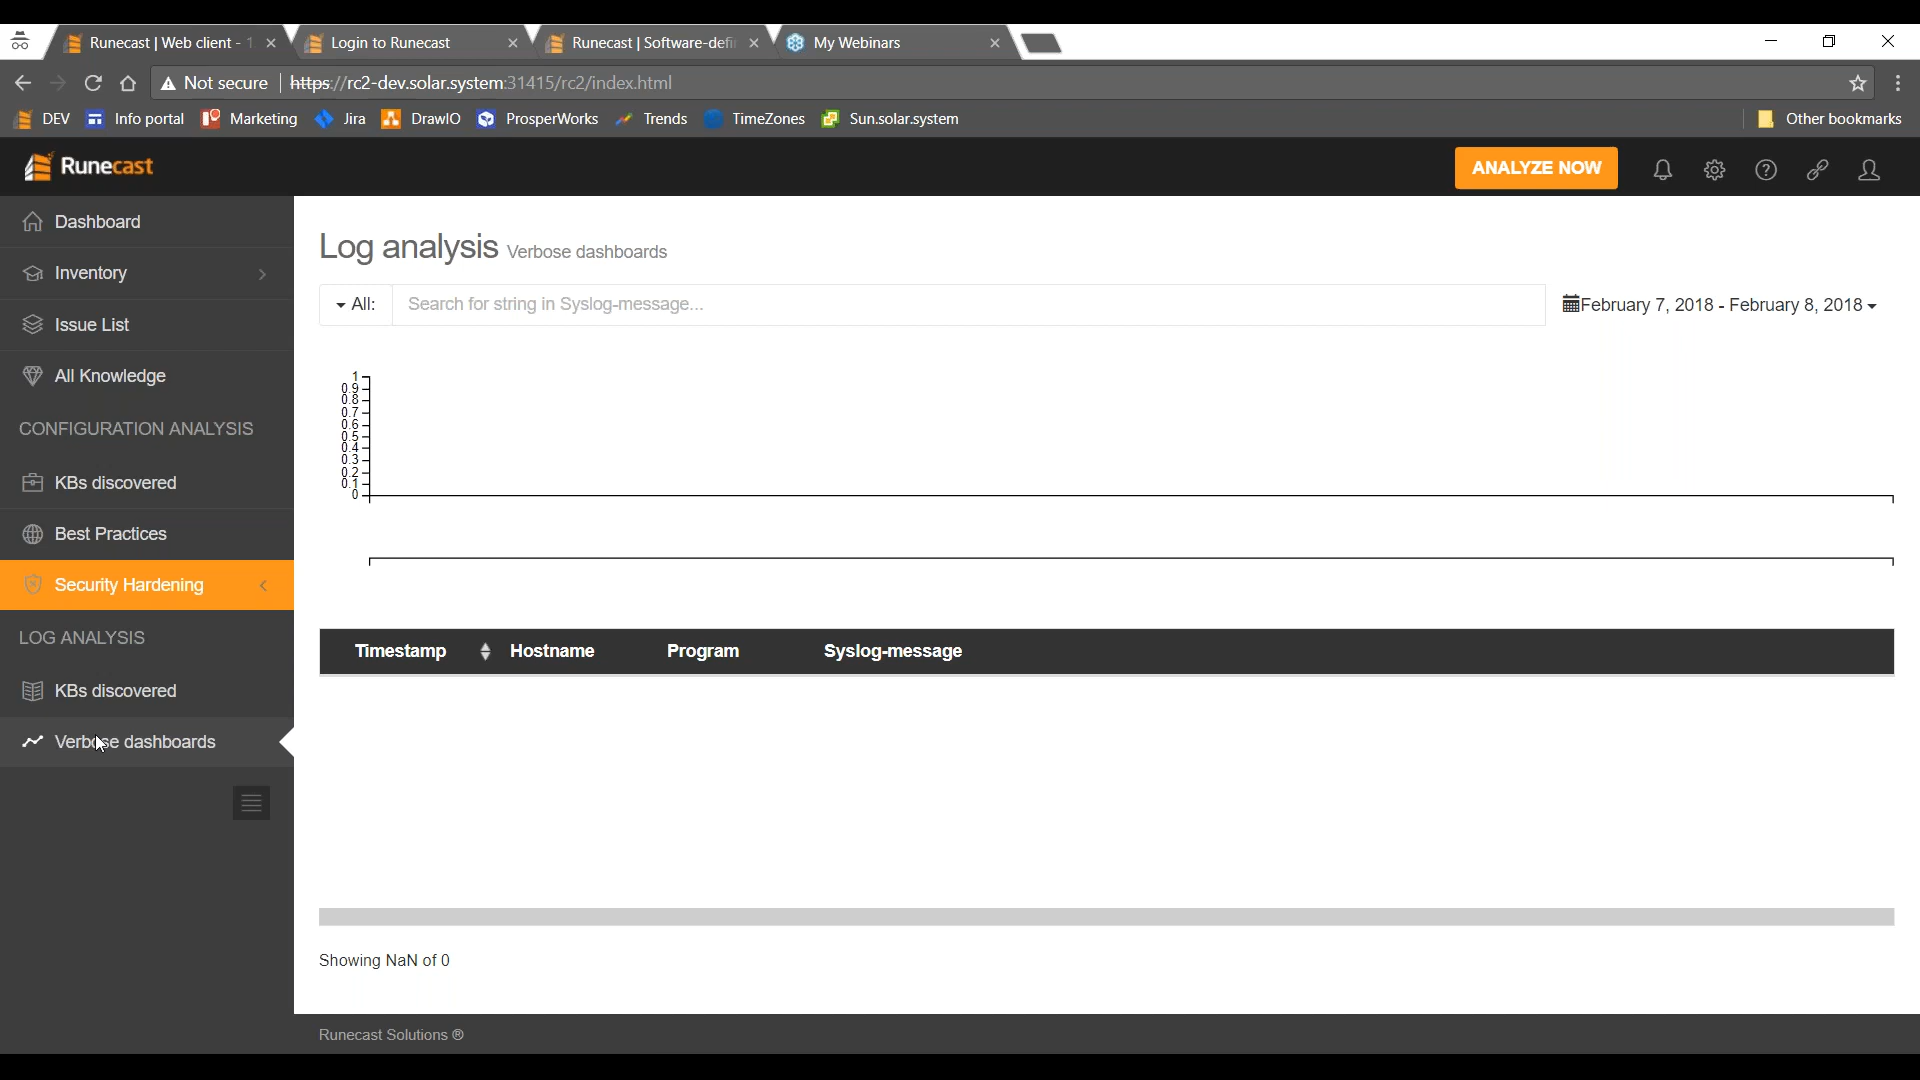 Runecast | Web client - 1
Login to Runecast
Runecast | Software-defi
My Webinars
Not secure https://rc2-dev.solar.system:31415/rc2/index.html
DEV Info portal Marketing Jira DrawIO ProsperWorks Trends TimeZones Sun.solar.system Other bookmarks
Runecast
ANALYZE NOW
Dashboard
Inventory
Issue List
All Knowledge
CONFIGURATION ANALYSIS
KBs discovered
Best Practices
Security Hardening
LOG ANALYSIS
KBs discovered
Verbose dashboards
Log analysis Verbose dashboards
All: Search for string in Syslog-message...
February 7, 2018 - February 8, 2018
1
0.9
0.8
0.7
0.6
0.5
0.4
0.3
0.2
0.1
0
Timestamp Hostname Program Syslog-message
Showing NaN of 0
Runecast Solutions ®